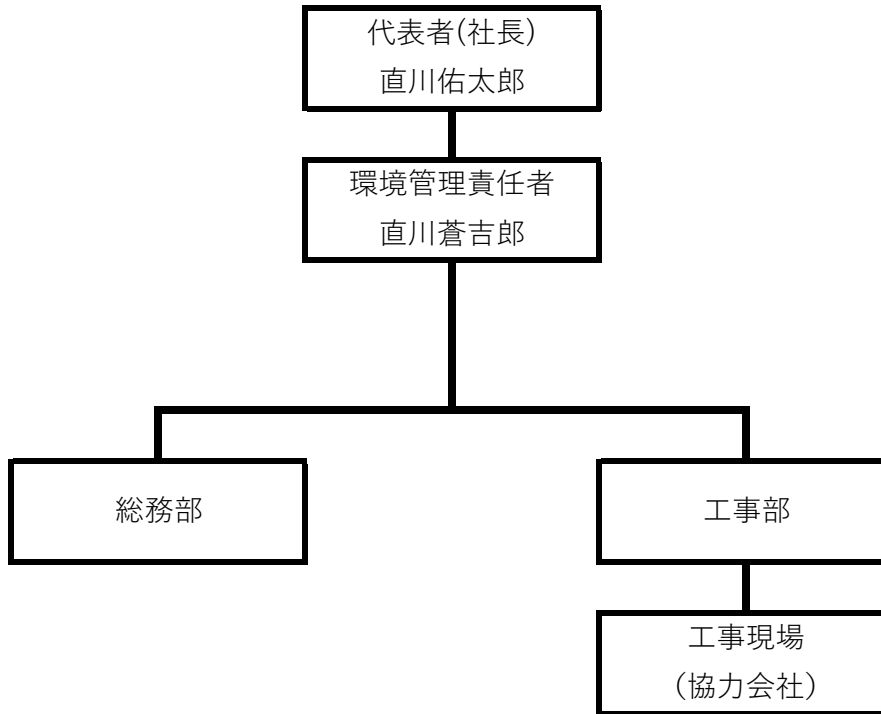 代表者(社長)
直川佑太郎
環境管理責任者
直川蒼吉郎
総務部
工事部
工事現場
(協力会社)